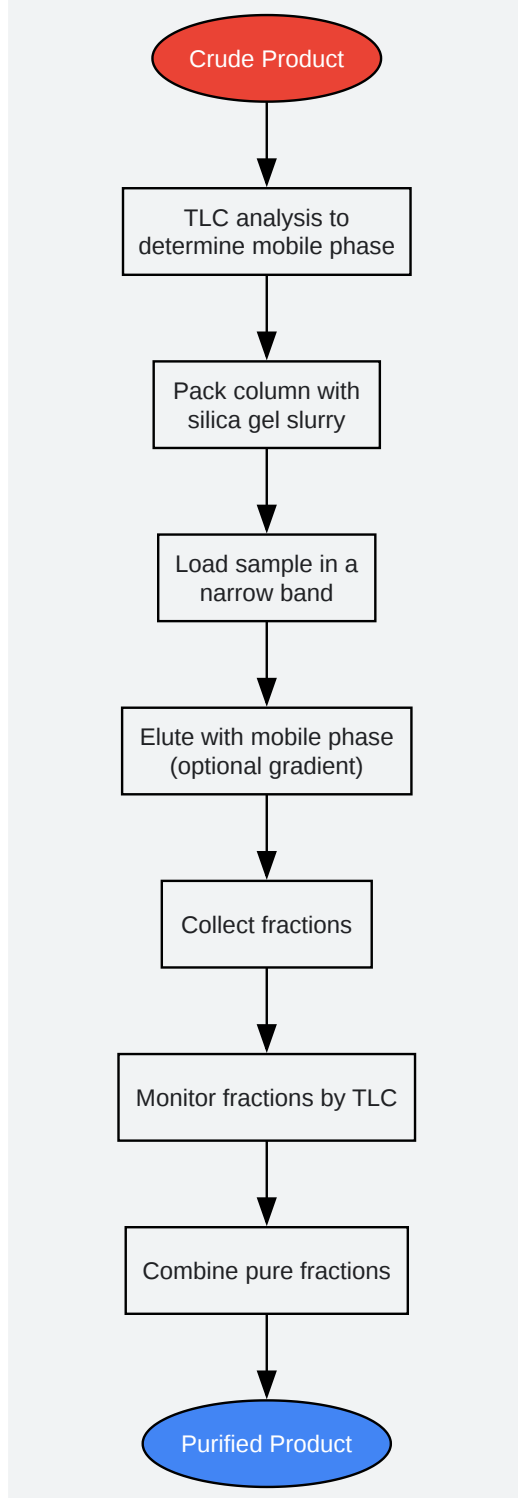 Crude Product
TLC analysis to
determine mobile phase
Pack column with
silica gel slurry
Load sample in a
narrow band
Elute with mobile phase
(optional gradient)
Collect fractions
Monitor fractions by TLC
Combine pure fractions
Purified Product